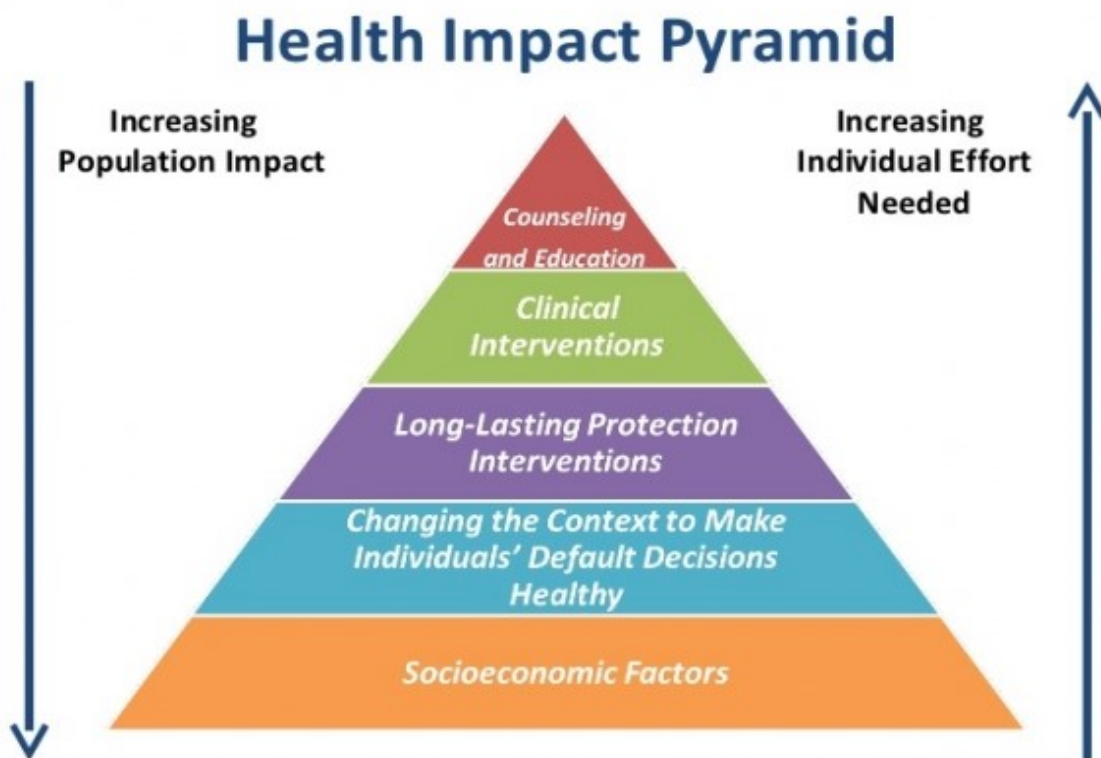 Health Impact Pyramid
Increasing
Population Impact
Increasing
Individual Effort
Needed
Counseling
and Education
Clinical
Interventions
Long-Lasting Protection
Interventions
Changing the Context to Make
Individuals’ Default Decisions
Healthy
Socioeconomic Factors